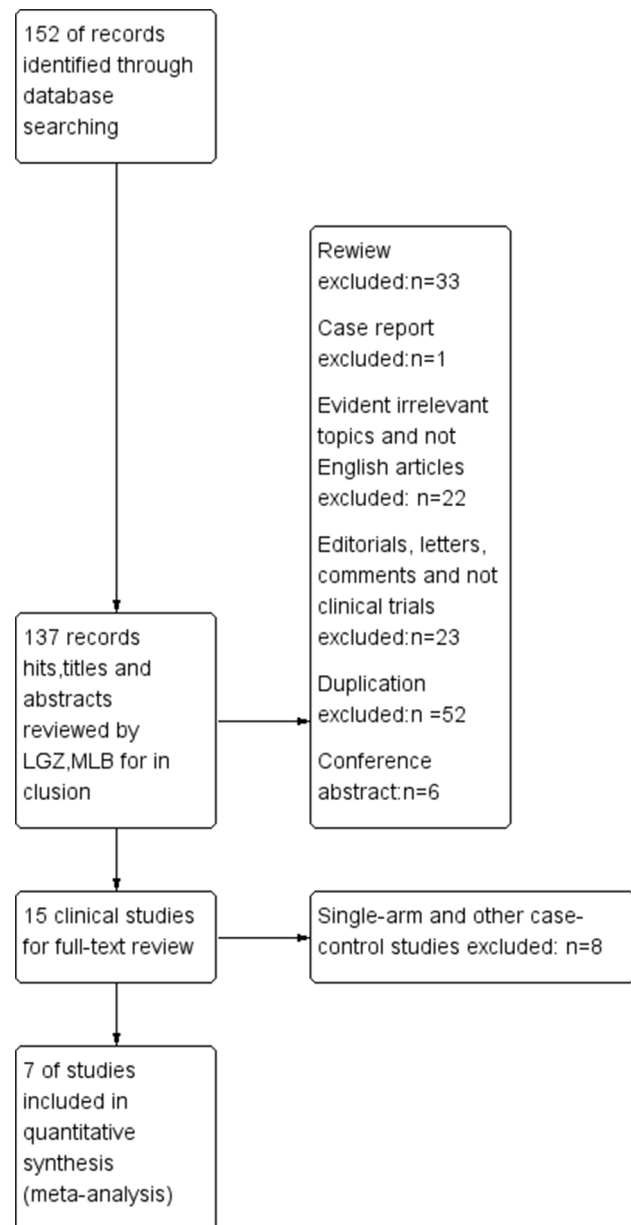 152 of records
identified through
database
searching
Rewiew
excluded:n=33
Case report
excluded:n=1
Evident irrelevant
topics and not
English articles
excluded: n=22
Editorials, letters,
comments and not
clinical trials
excluded:n=23
Duplication
excluded:n =52
Conference
abstract:n=6
137 records
hits,titles and
abstracts
reviewed by
LGZ,MLB for in
clusion
15 clinical studies
for full-text review
Single-arm and other case-
control studies excluded: n=8
7 of studies
included in
quantitative
synthesis
(meta-analysis)